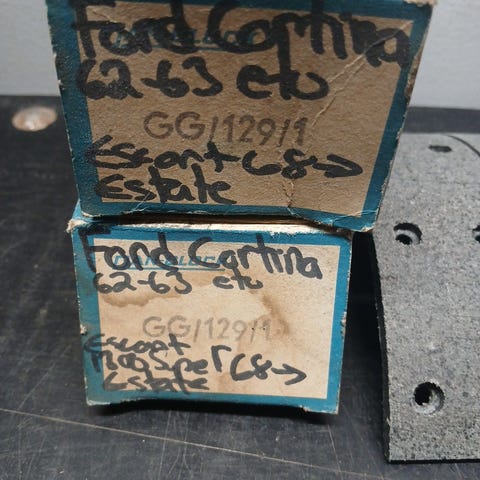 Ford Cortina
62-63 etc
GG/129/1
Escort 68→
Estate
Ford Cortina
62-63 etc
GG/129/1
Escort
68→
Estate